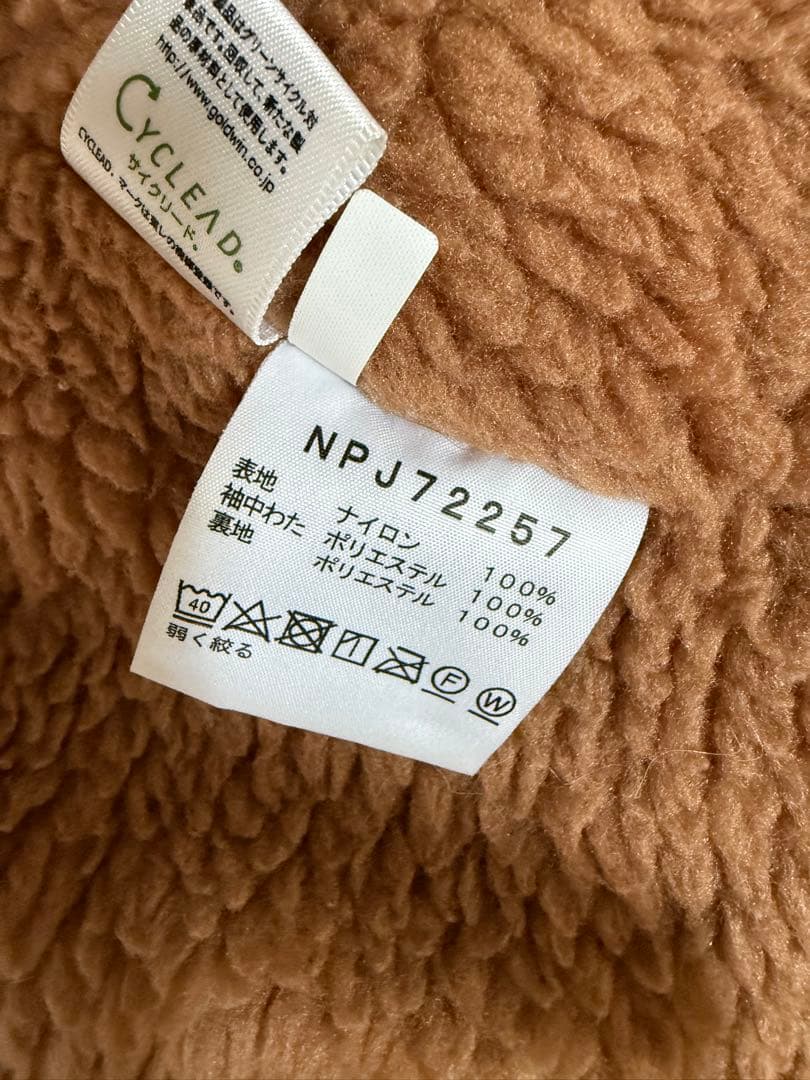 品はグリーンサイクル対
象品です。回収して、新たな製
品の原材料として使用します。
http://www.goldwin.co.jp
CYCLEAD®
サイクリード。
CYCLEAD、マークは
です。
NPJ72257
表地 ナイロン 100%
袖中わた ポリエステル 100%
裏地 ポリエステル 100%
40
F
W
弱く絞る